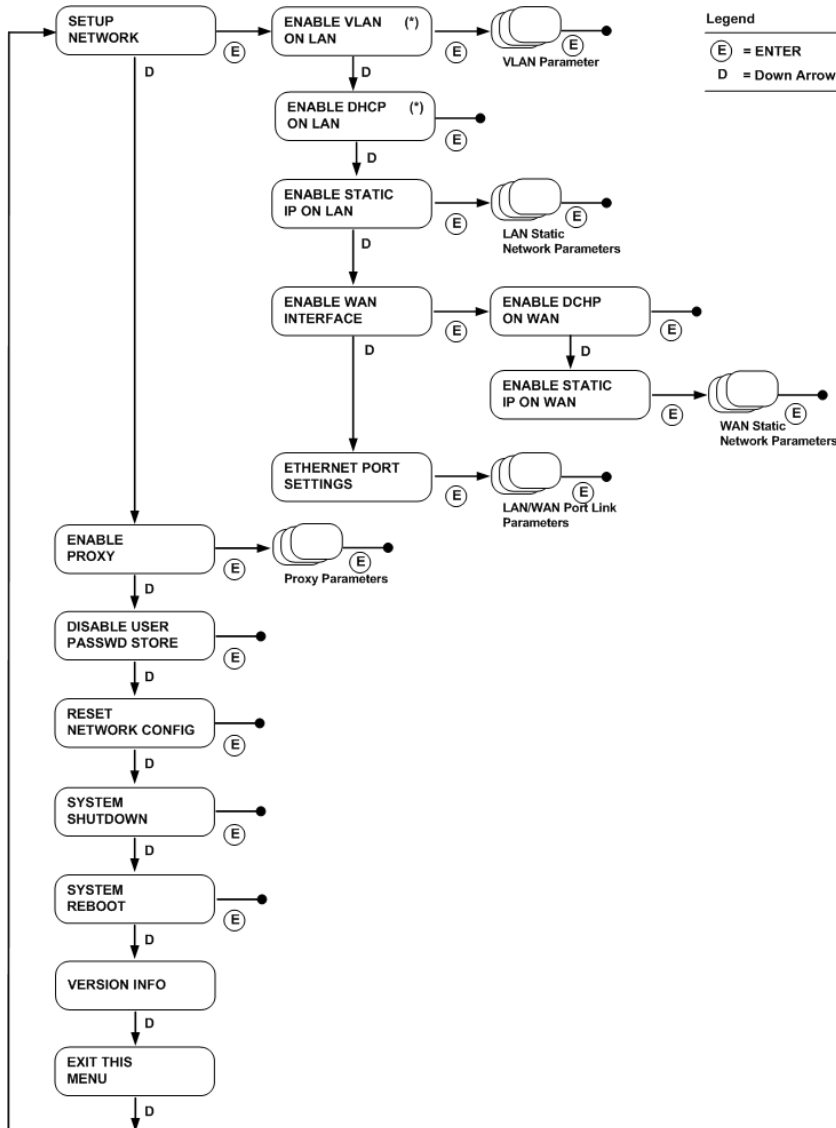 SETUP
NETWORK
E
ENABLE VLAN (*)
ON LAN
E
VLAN Parameter
E
Legend
E = ENTER
D = Down Arrow
D
D
ENABLE DHCP (*)
ON LAN
E
D
ENABLE STATIC
IP ON LAN
E
LAN Static
Network Parameters
E
D
ENABLE WAN
INTERFACE
E
ENABLE DCHP
ON WAN
E
D
D
ENABLE STATIC
IP ON WAN
E
WAN Static
Network Parameters
E
ETHERNET PORT
SETTINGS
E
LAN/WAN Port Link
Parameters
E
ENABLE
PROXY
E
Proxy Parameters
E
D
DISABLE USER
PASSWD STORE
E
D
RESET
NETWORK CONFIG
E
D
SYSTEM
SHUTDOWN
E
D
SYSTEM
REBOOT
E
D
VERSION INFO
D
EXIT THIS
MENU
D